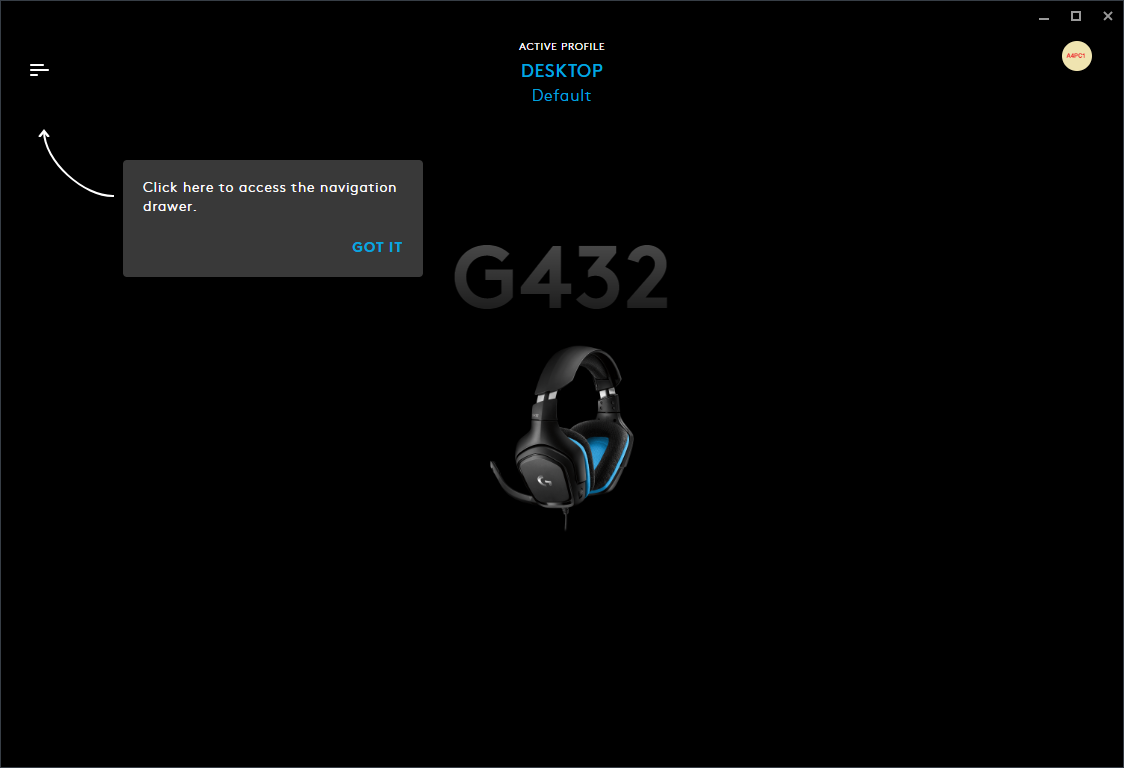 ACTIVE PROFILE
DESKTOP
Default
A4PC1
Click here to access the navigation
drawer.
GOT IT
G432